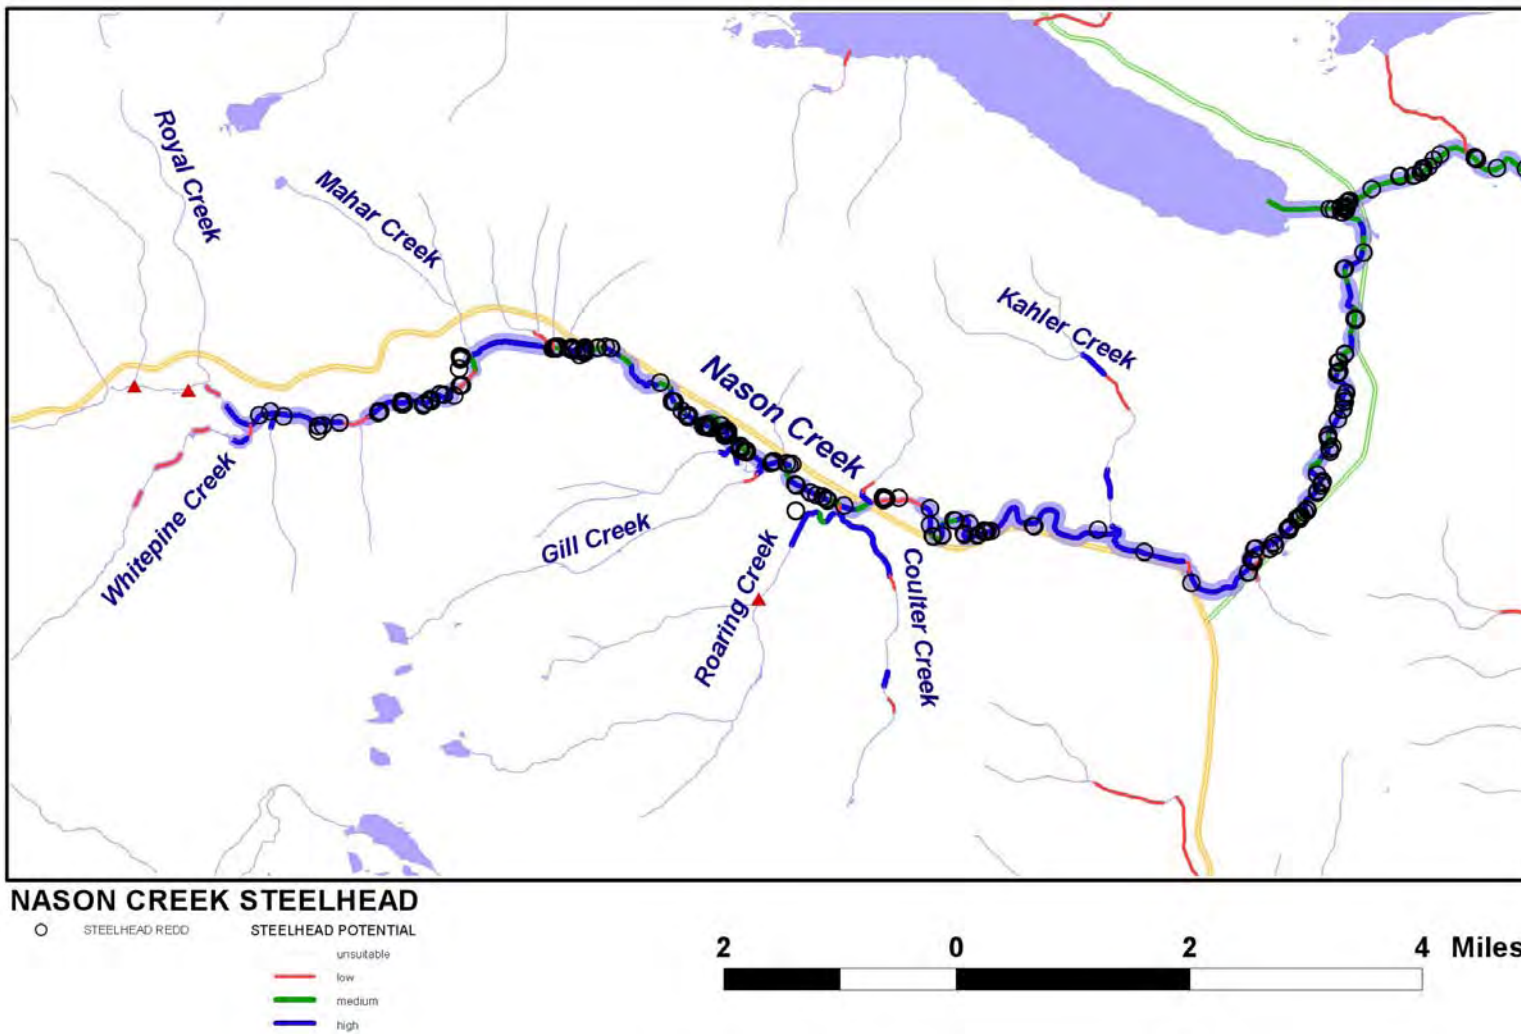 Royal Creek
Mahar Creek
Kahler Creek
Nason Creek
Whitepine Creek
Gill Creek
Roaring Creek
Coulter Creek
NASON CREEK STEELHEAD
STEELHEAD REDD
STEELHEAD POTENTIAL
unsuitable
low
medium
high
2 0 2 4 Miles